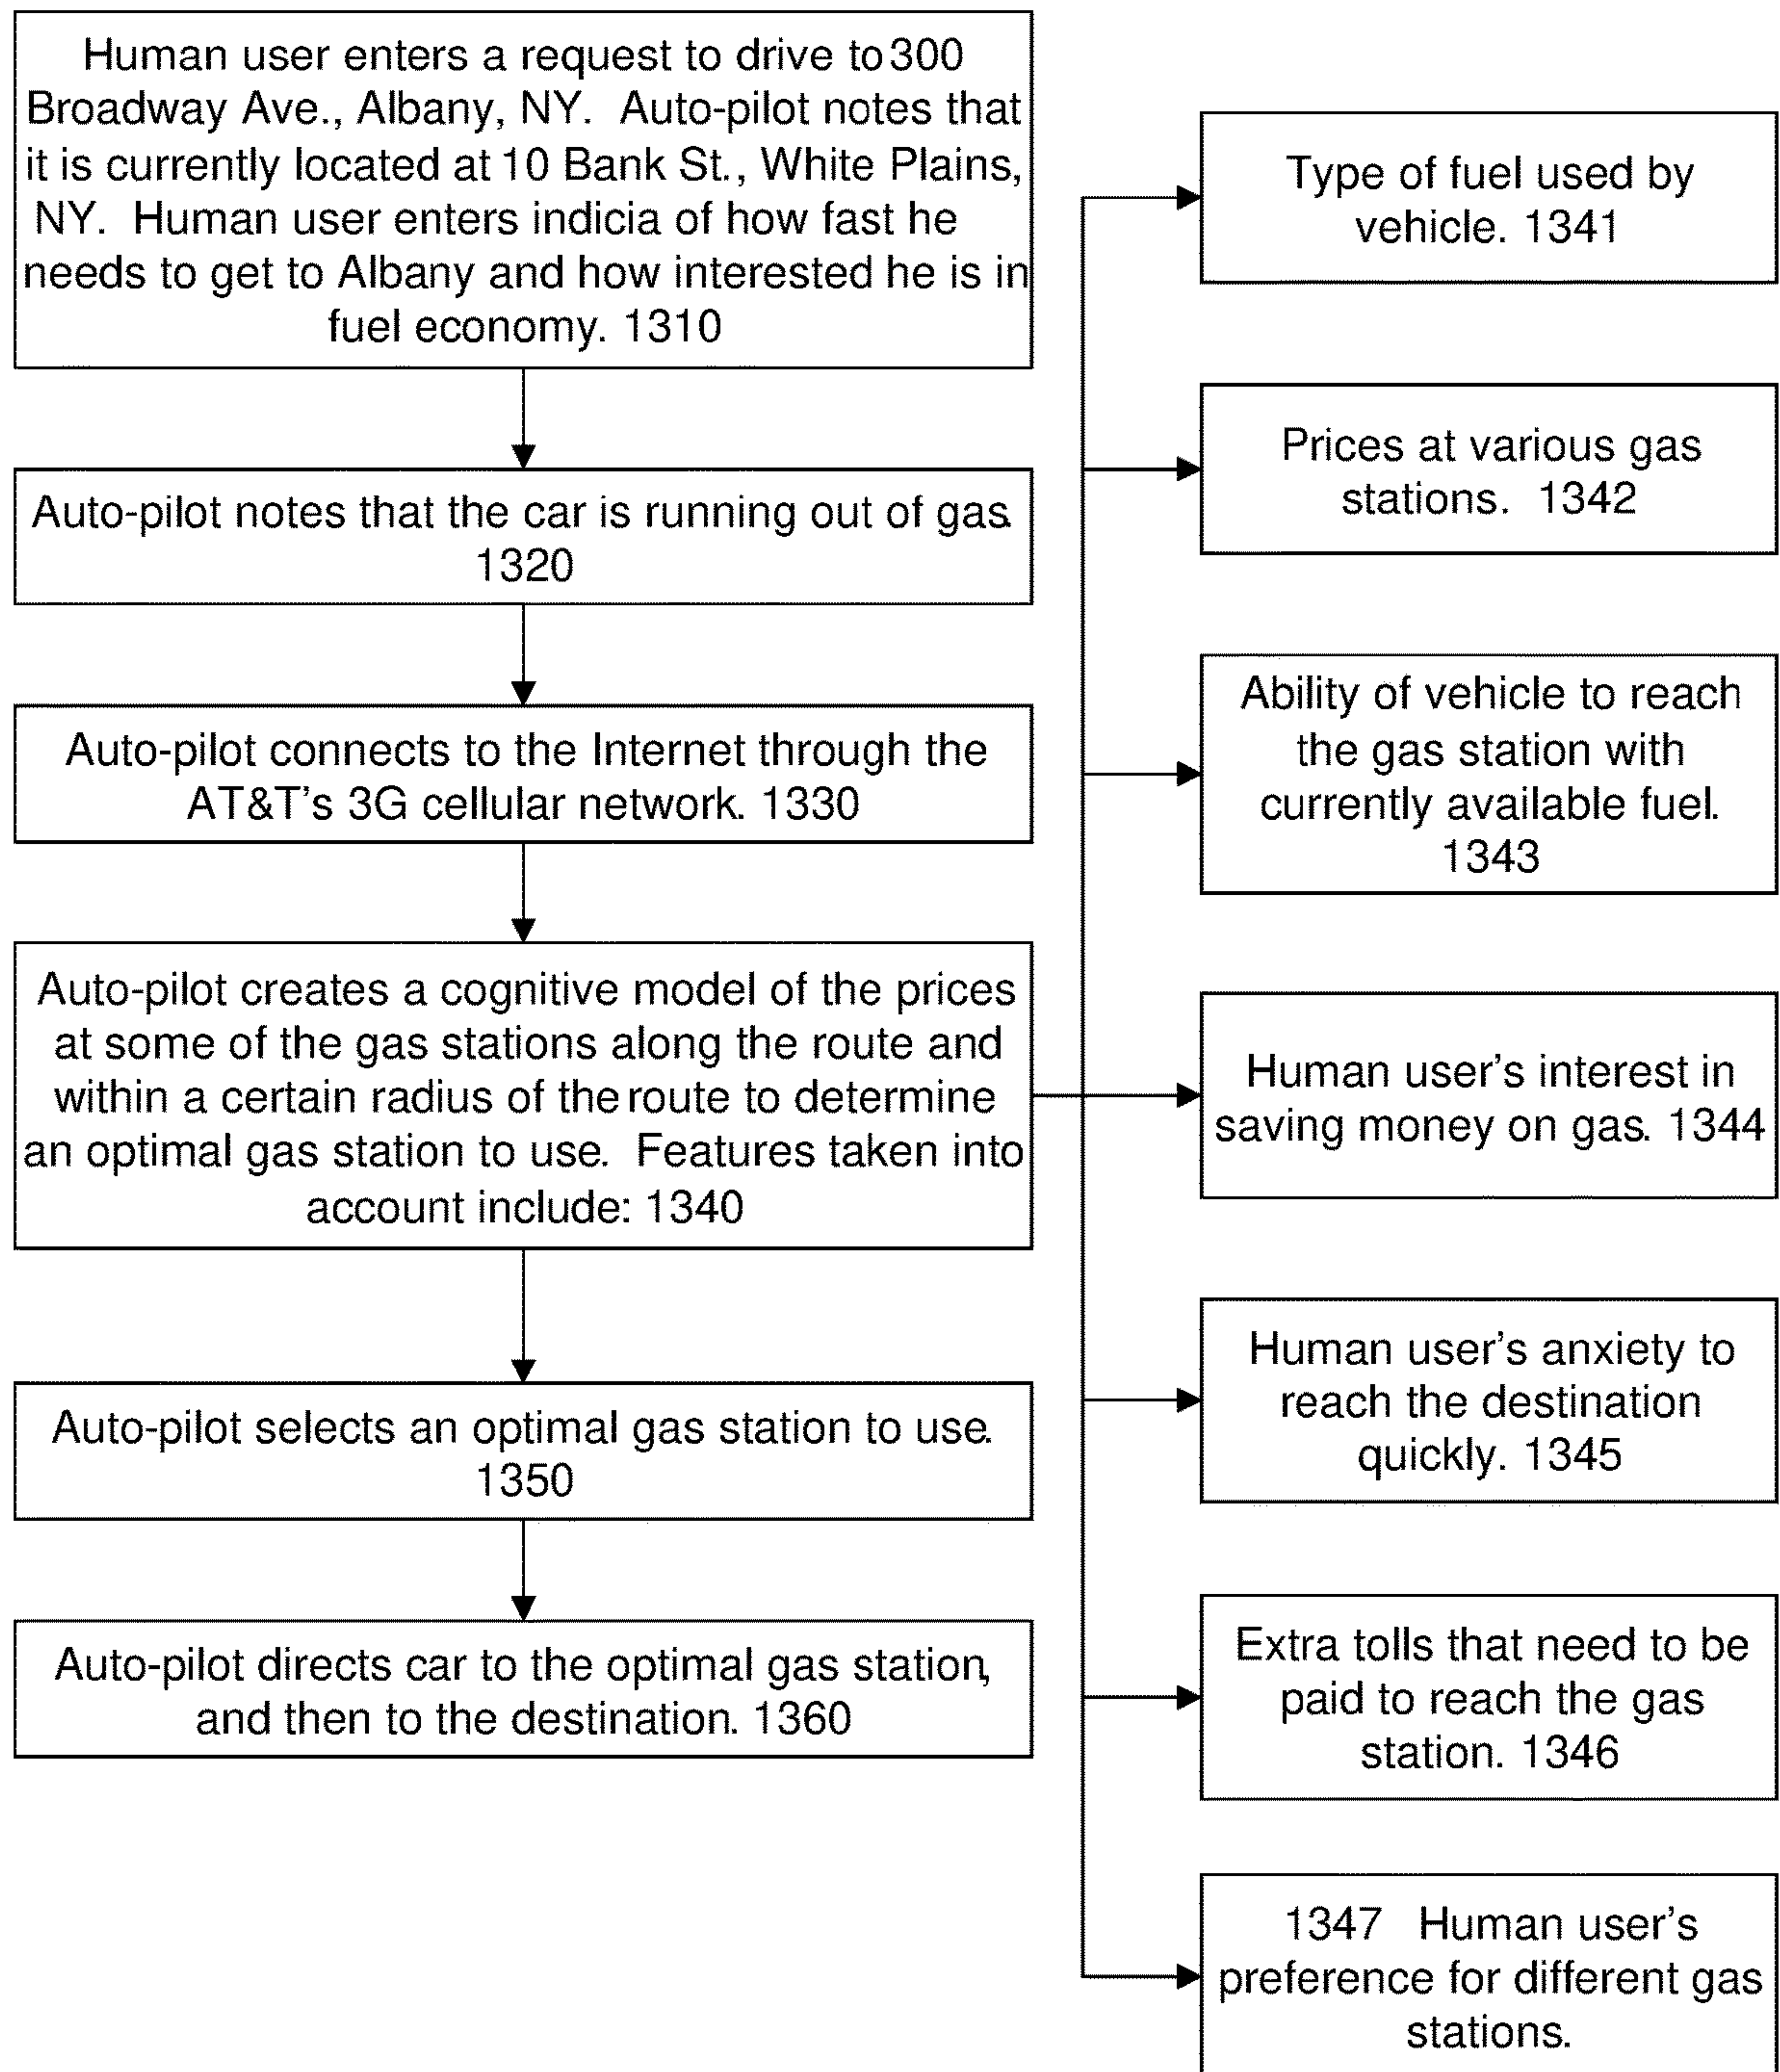 Human user enters a request to drive to 300
Broadway Ave., Albany, NY. Auto-pilot notes that
it is currently located at 10 Bank St., White Plains,
NY. Human user enters indicia of how fast he
needs to get to Albany and how interested he is in
fuel economy. 1310
Auto-pilot notes that the car is running out of gas.
1320
Auto-pilot connects to the Internet through the
AT&T's 3G cellular network. 1330
Auto-pilot creates a cognitive model of the prices
at some of the gas stations along the route and
within a certain radius of the route to determine
an optimal gas station to use. Features taken into
account include: 1340
Auto-pilot selects an optimal gas station to use.
1350
Auto-pilot directs car to the optimal gas station,
and then to the destination. 1360
Type of fuel used by
vehicle. 1341
Prices at various gas
stations. 1342
Ability of vehicle to reach
the gas station with
currently available fuel.
1343
Human user's interest in
saving money on gas. 1344
Human user's anxiety to
reach the destination
quickly. 1345
Extra tolls that need to be
paid to reach the gas
station. 1346
1347 Human user's
preference for different gas
stations.